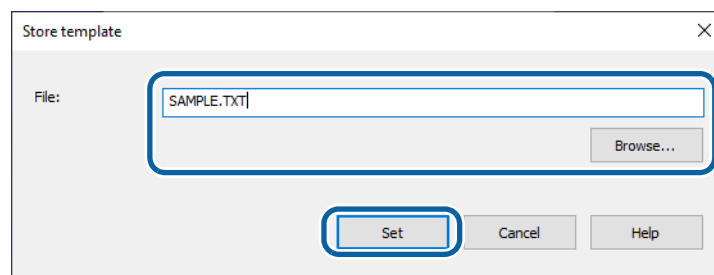 Store template
File:
SAMPLE.TXT
Browse...
Set Cancel Help